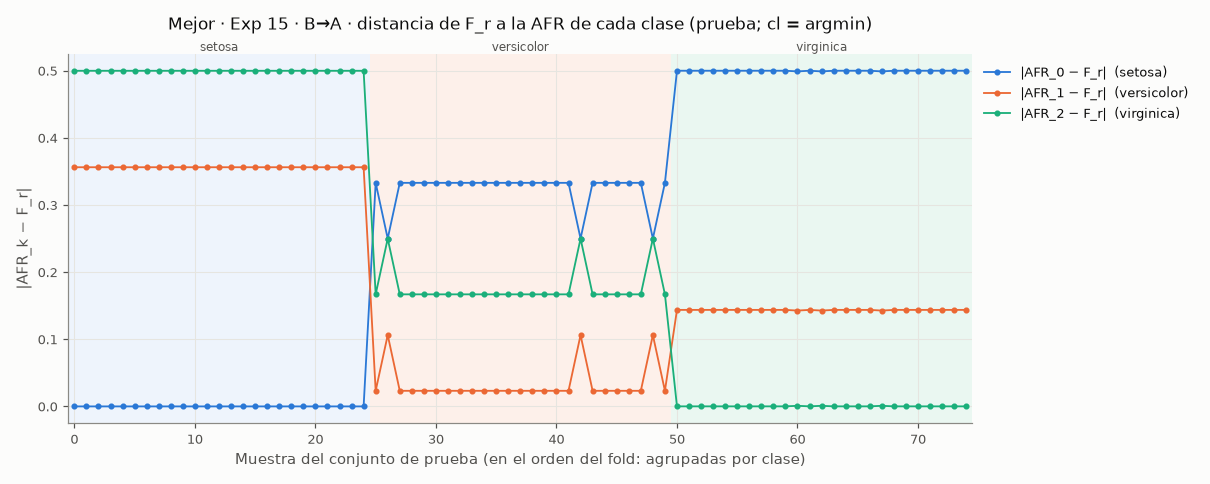 Mejor · Exp 15 · B→A · distancia de F_r a la AFR de cada clase (prueba; cl = argmin)
setosa
versicolor
virginica
|AFR_0 − F_r| (setosa)
|AFR_1 − F_r| (versicolor)
|AFR_2 − F_r| (virginica)
|AFR_k − F_r|
0.5
0.4
0.3
0.2
0.1
0.0
0
10
20
30
40
50
60
70
Muestra del conjunto de prueba (en el orden del fold: agrupadas por clase)